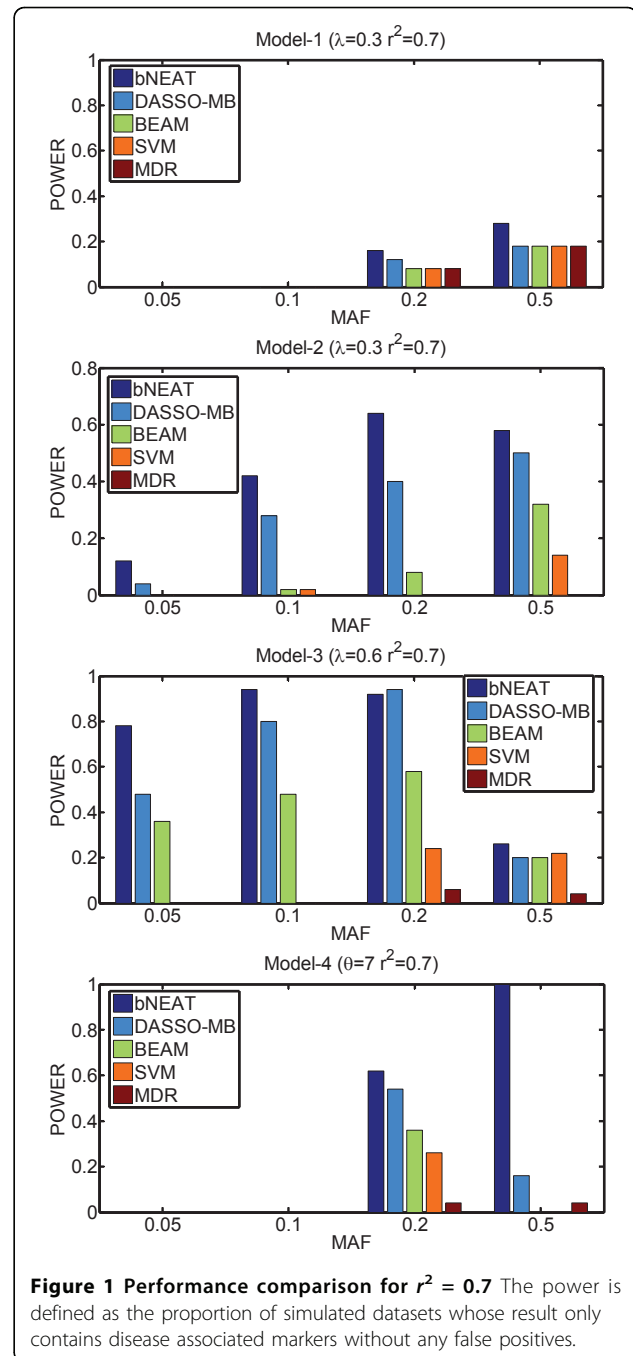 Model-1 (λ=0.3 r²=0.7)
1
0.8
0.6
0.4
0.2
0
POWER
bNEAT
DASSO-MB
BEAM
SVM
MDR
0.05 0.1 0.2 0.5
MAF
Model-2 (λ=0.3 r²=0.7)
0.8
0.6
0.4
0.2
0
POWER
bNEAT
DASSO-MB
BEAM
SVM
MDR
0.05 0.1 0.2 0.5
MAF
Model-3 (λ=0.6 r²=0.7)
1
0.8
0.6
0.4
0.2
0
POWER
bNEAT
DASSO-MB
BEAM
SVM
MDR
0.05 0.1 0.2 0.5
MAF
Model-4 (θ=7 r²=0.7)
1
0.8
0.6
0.4
0.2
0
POWER
bNEAT
DASSO-MB
BEAM
SVM
MDR
0.05 0.1 0.2 0.5
MAF
Figure 1 Performance comparison for r² = 0.7 The power is
defined as the proportion of simulated datasets whose result only
contains disease associated markers without any false positives.